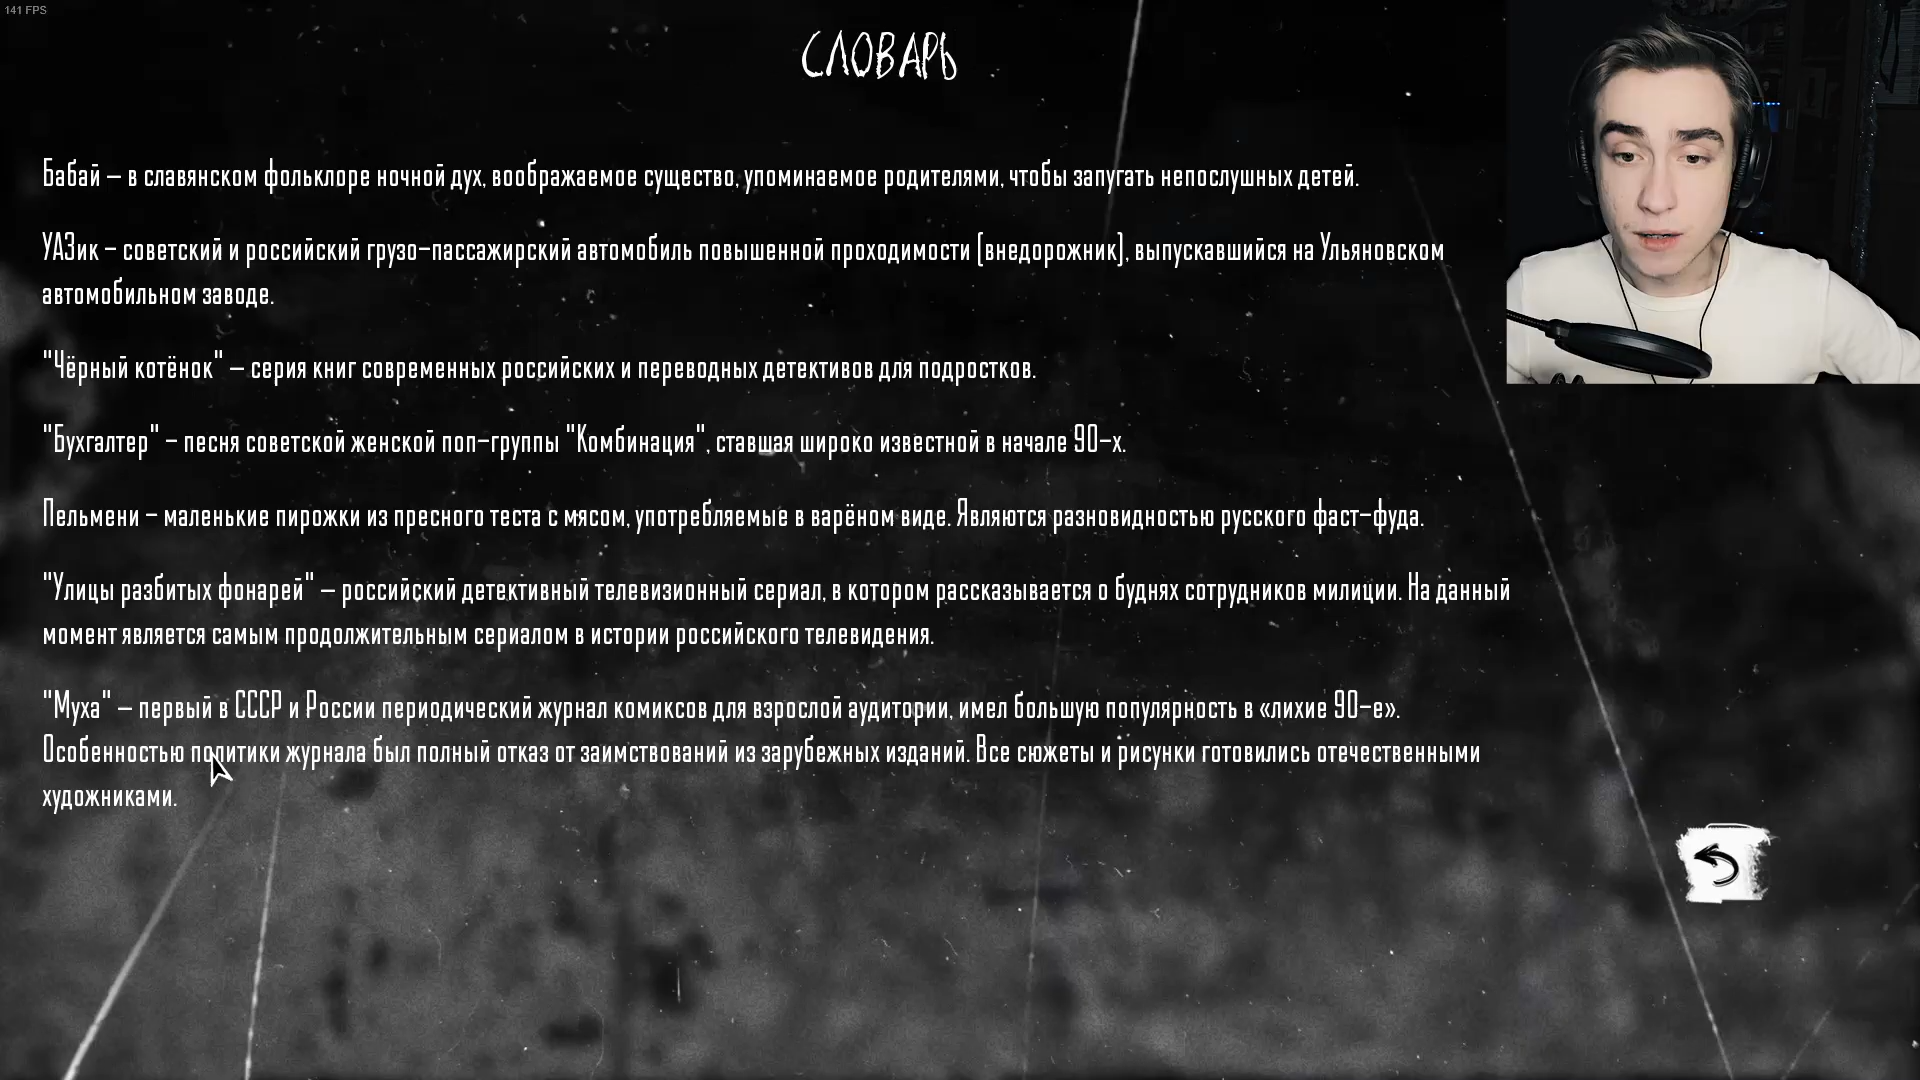 141 FPS
СЛОВАРЬ
Бабай – в славянском фольклоре ночной дух, воображаемое существо, упоминаемое родителями, чтобы запугать непослушных детей.
УАЗик – советский и российский грузо-пассажирский автомобиль повышенной проходимости (внедорожник), выпускавшийся на Ульяновском
автомобильном заводе.
"Чёрный котёнок" – серия книг современных российских и переводных детективов для подростков.
"Бухгалтер" – песня советской женской поп-группы "Комбинация", ставшая широко известной в начале 90-х.
Пельмени – маленькие пирожки из пресного теста с мясом, употребляемые в варёном виде. Являются разновидностью русского фаст-фуда.
"Улицы разбитых фонарей" – российский детективный телевизионный сериал, в котором рассказывается о буднях сотрудников милиции. На данный
момент является самым продолжительным сериалом в истории российского телевидения.
"Муха" – первый в СССР и России периодический журнал комиксов для взрослой аудитории, имел большую популярность в «лихие 90-е».
Особенностью политики журнала был полный отказ от заимствований из зарубежных изданий. Все сюжеты и рисунки готовились отечественными
художниками.